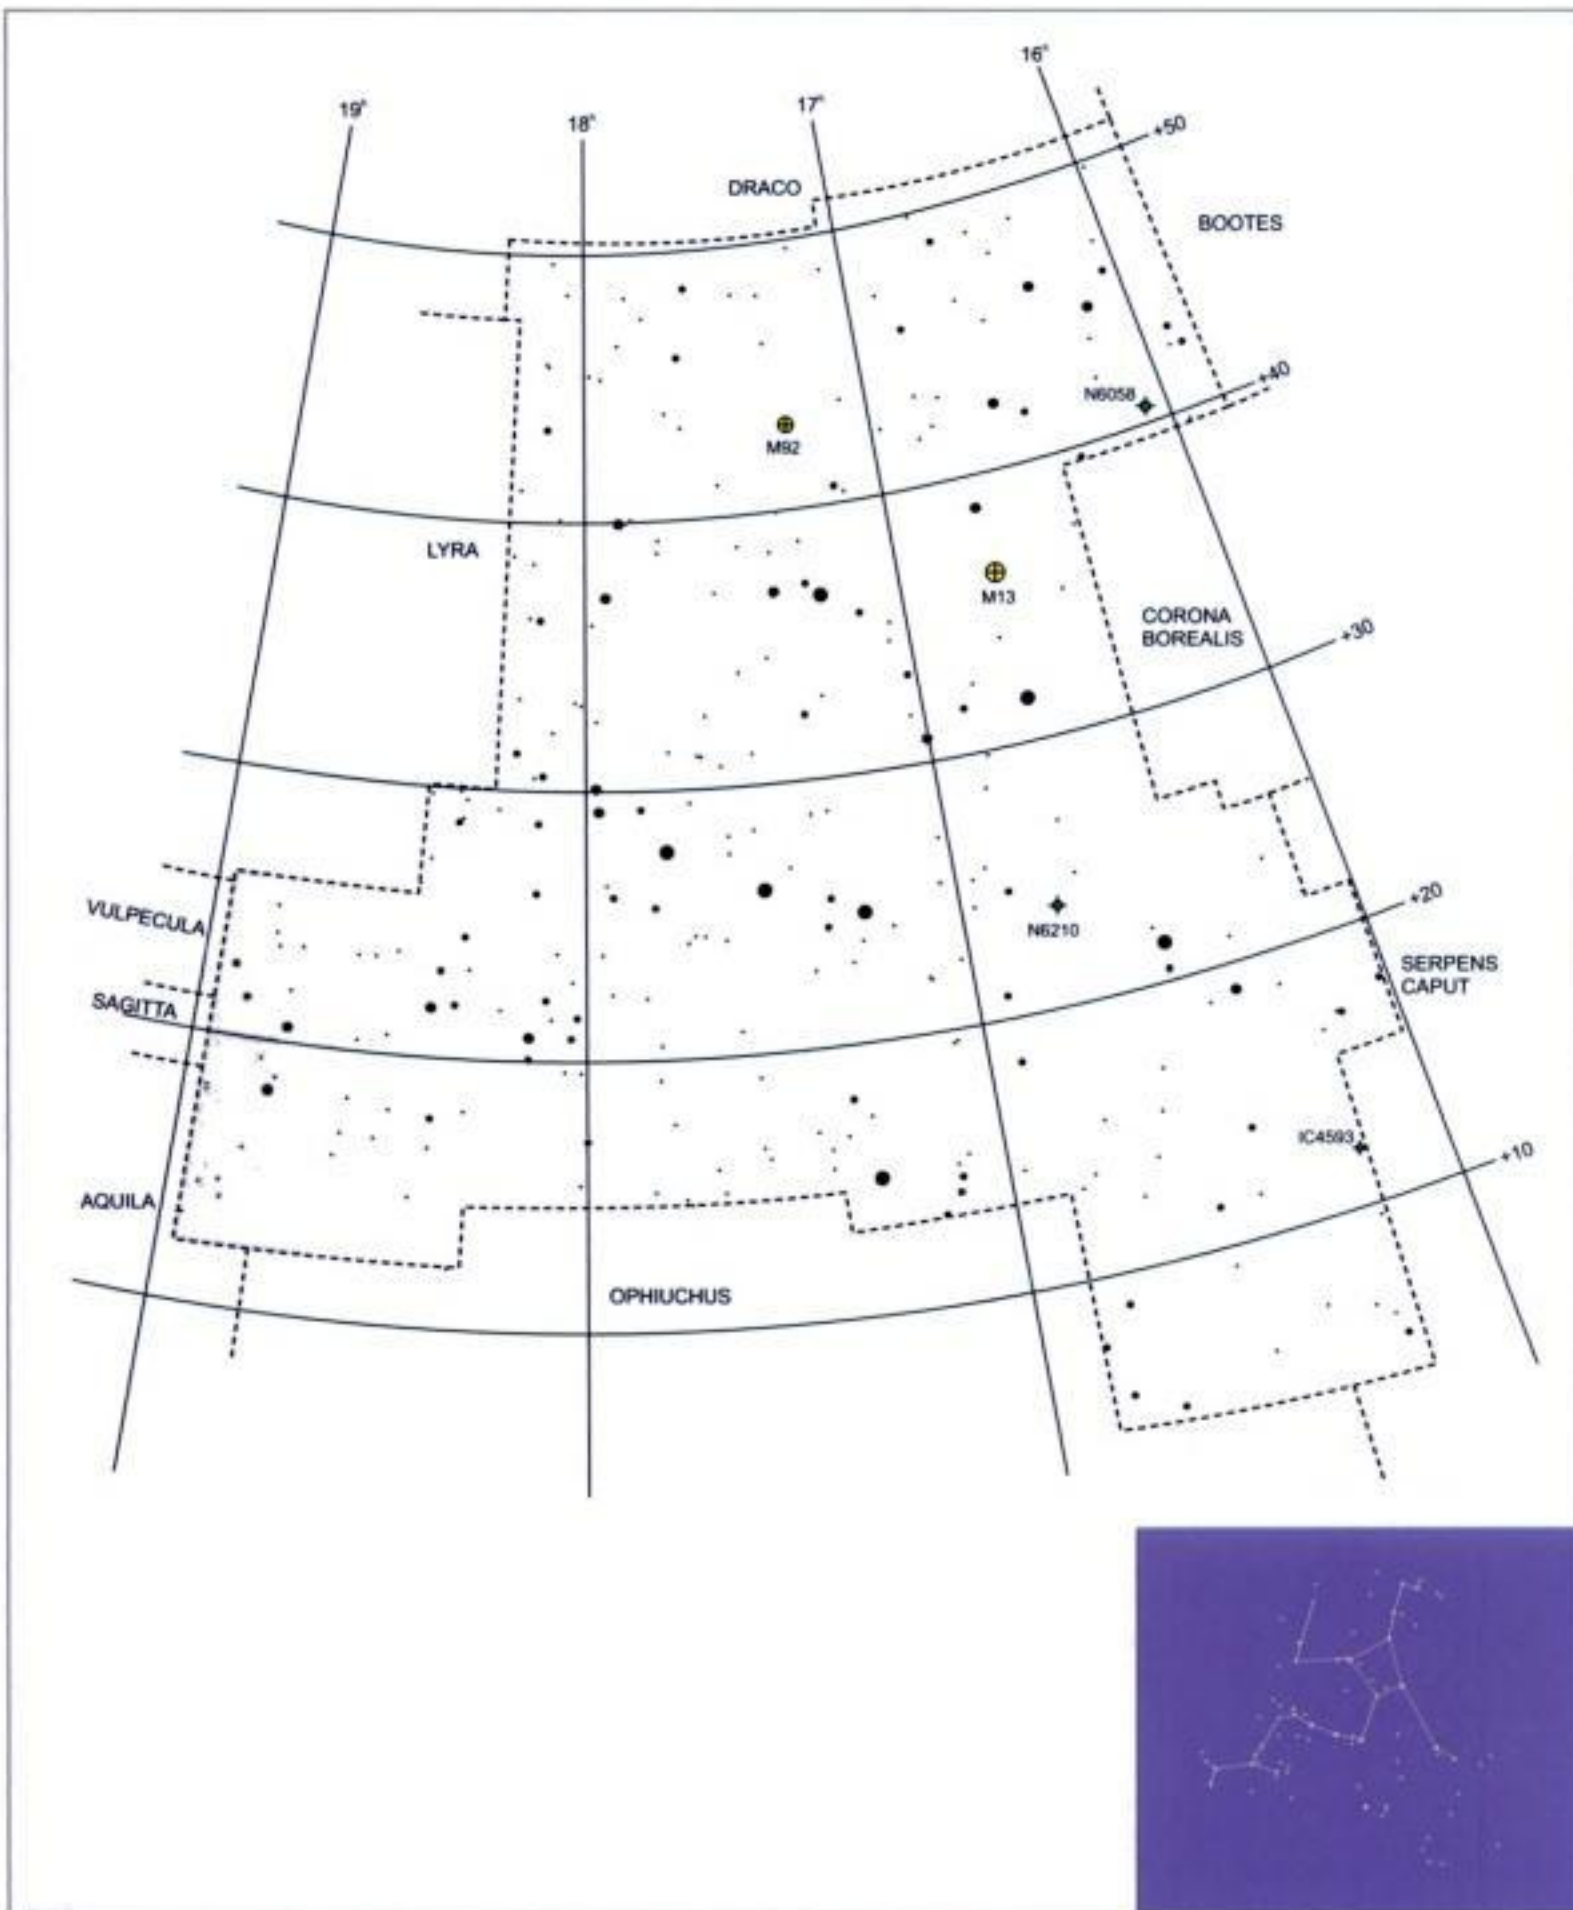 16ʰ
19ʰ
17ʰ
18ʰ
+50
DRACO
BOOTES
+40
N6058
M92
LYRA
M13
CORONA
BOREALIS
+30
VULPECULA
+20
N6210
SERPENS
CAPUT
SAGITTA
IC4593
+10
AQUILA
OPHIUCHUS